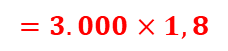 = 3.000 × 1,8